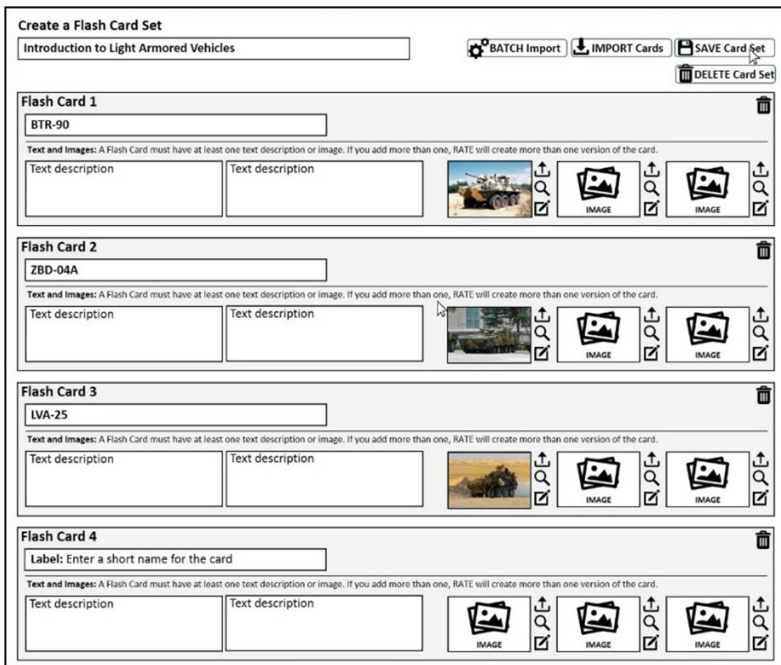 Create a Flash Card Set
Introduction to Light Armored Vehicles
BATCH Import
IMPORT Cards
SAVE Card Set
DELETE Card Set
Flash Card 1
BTR-90
Text and Images: A Flash Card must have at least one text description or image. If you add more than one, RATE will create more than one version of the card.
Text description
Text description
IMAGE
IMAGE
Flash Card 2
ZBD-04A
Text and Images: A Flash Card must have at least one text description or image. If you add more than one, RATE will create more than one version of the card.
Text description
Text description
IMAGE
IMAGE
Flash Card 3
LVA-25
Text and Images: A Flash Card must have at least one text description or image. If you add more than one, RATE will create more than one version of the card.
Text description
Text description
IMAGE
IMAGE
Flash Card 4
Label: Enter a short name for the card
Text and Images: A Flash Card must have at least one text description or image. If you add more than one, RATE will create more than one version of the card.
Text description
Text description
IMAGE
IMAGE
IMAGE